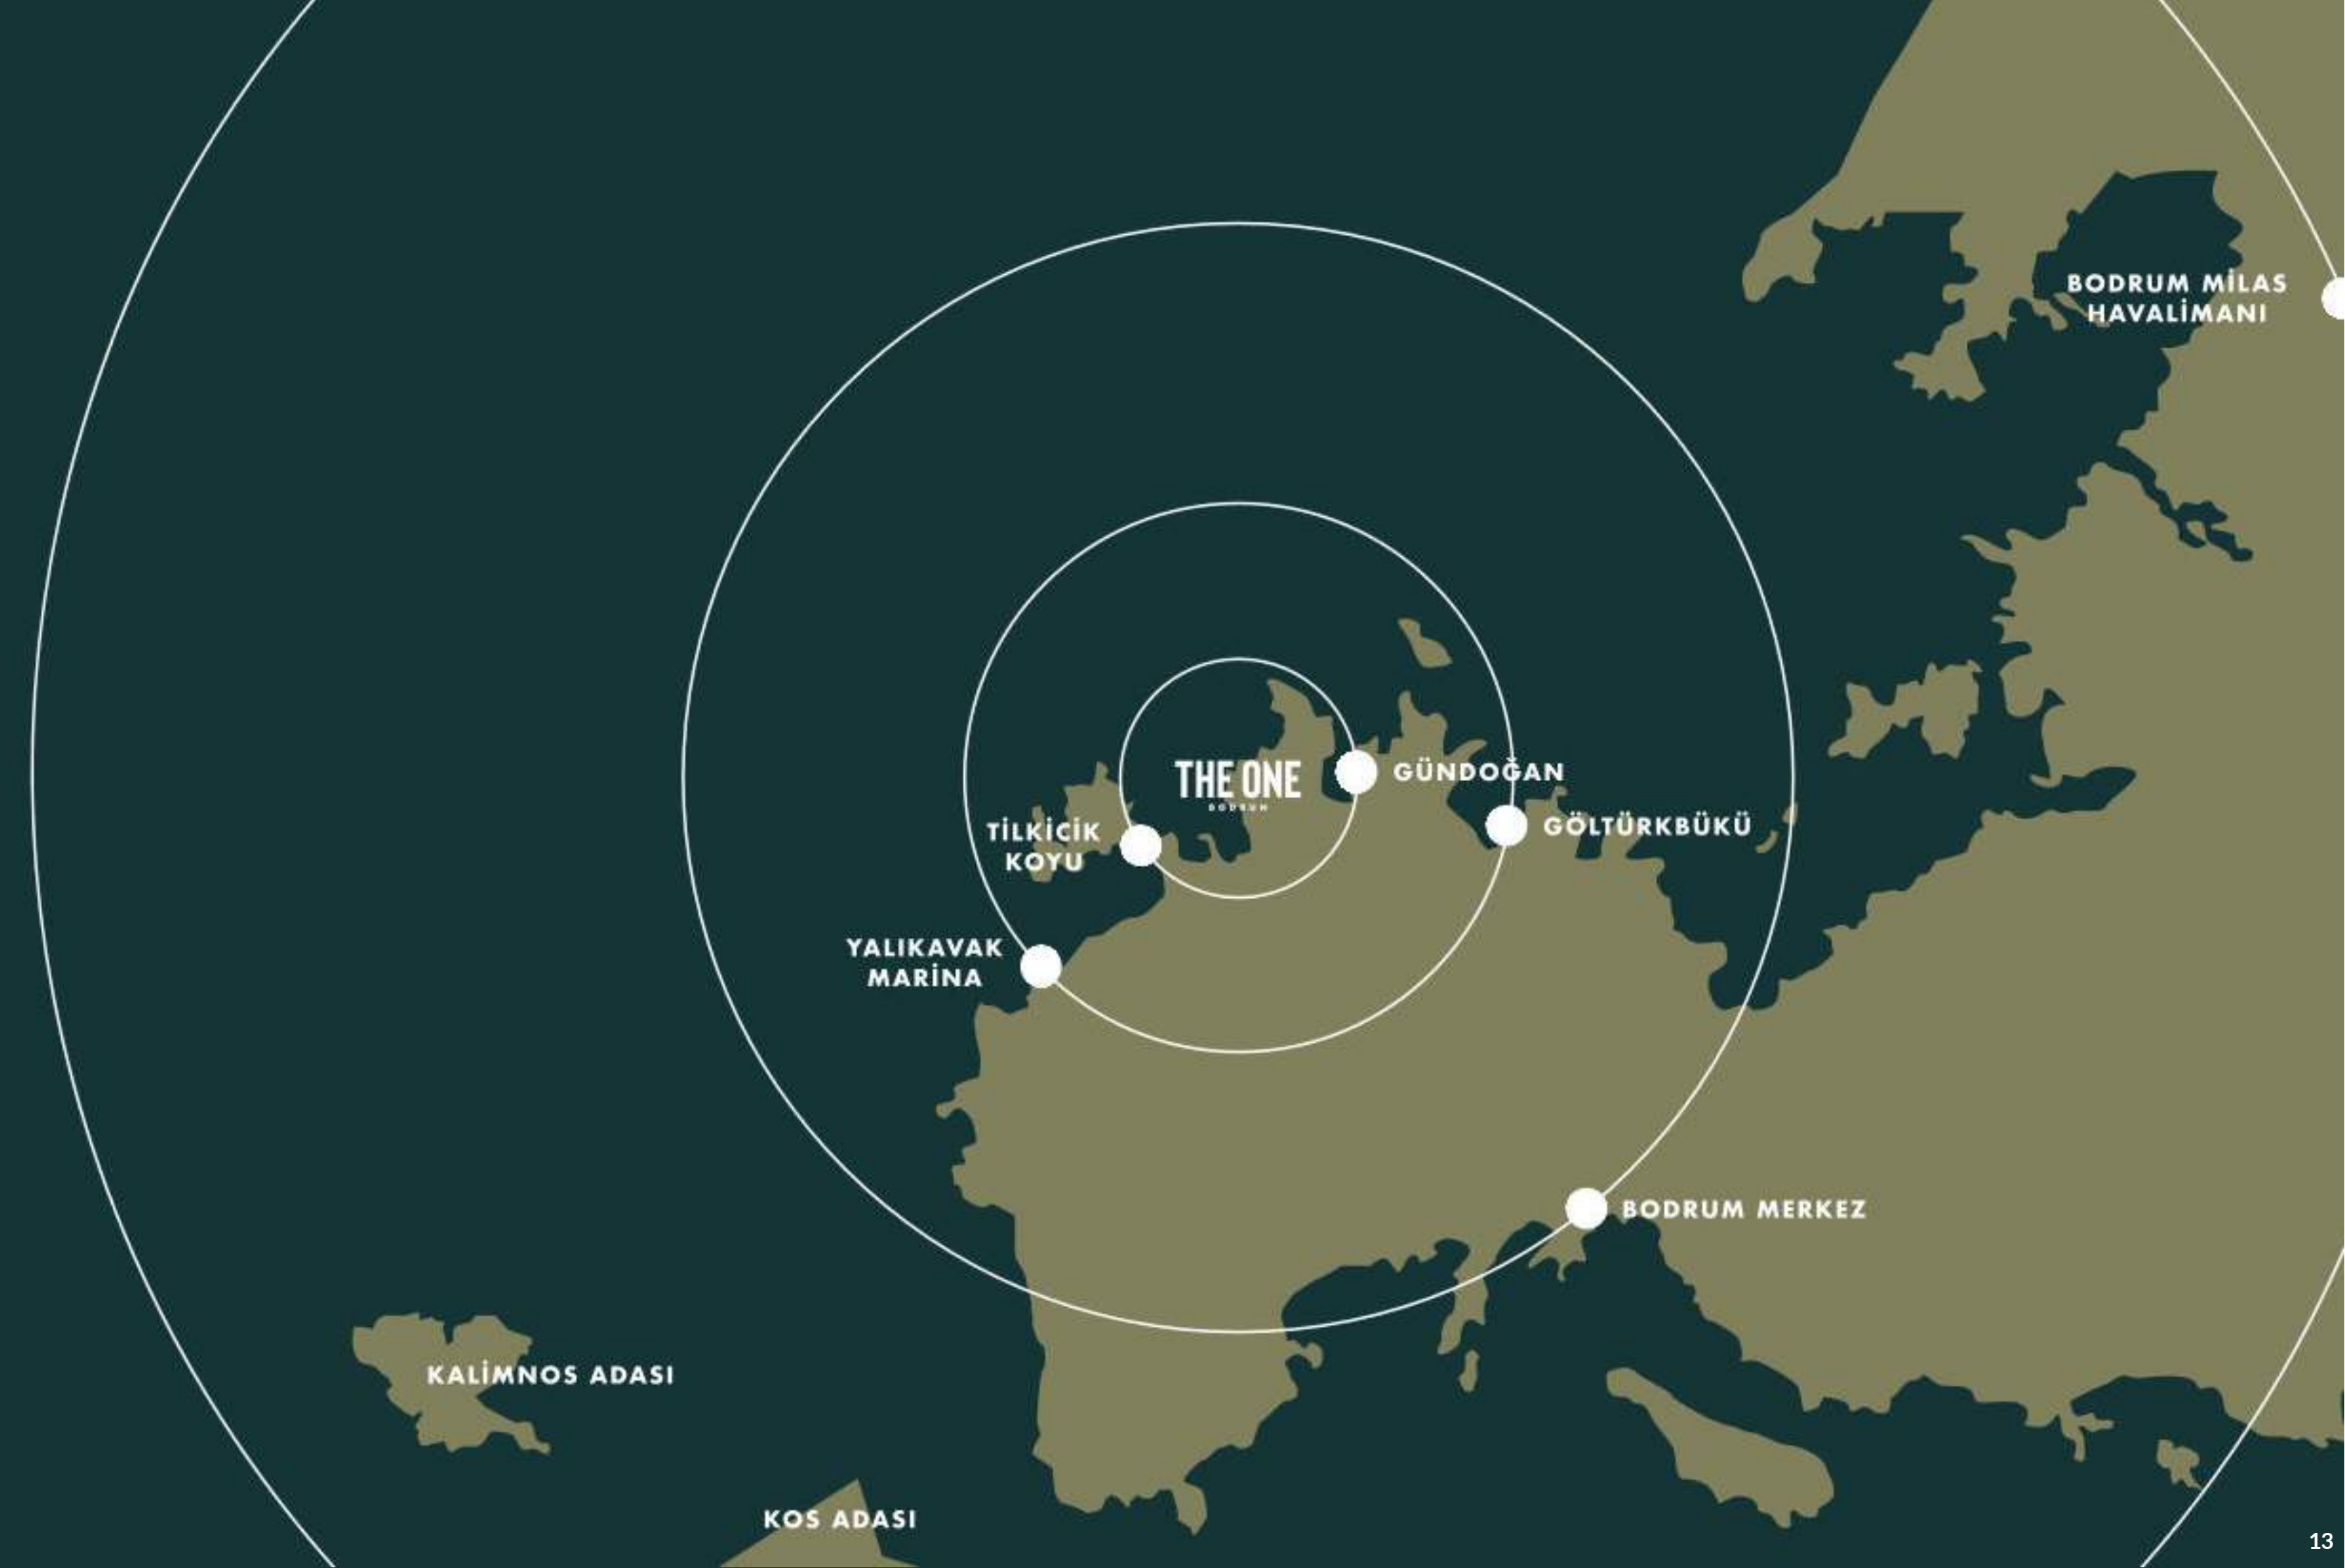 BODRUM MİLAS
HAVALİMANI
THE ONE
BODRUM
GÜNDOĞAN
GÖLTÜRKBÜKÜ
TİLKİCİK
KOYU
YALIKAVAK
MARİNA
BODRUM MERKEZ
KALİMNOS ADASI
KOS ADASI
13